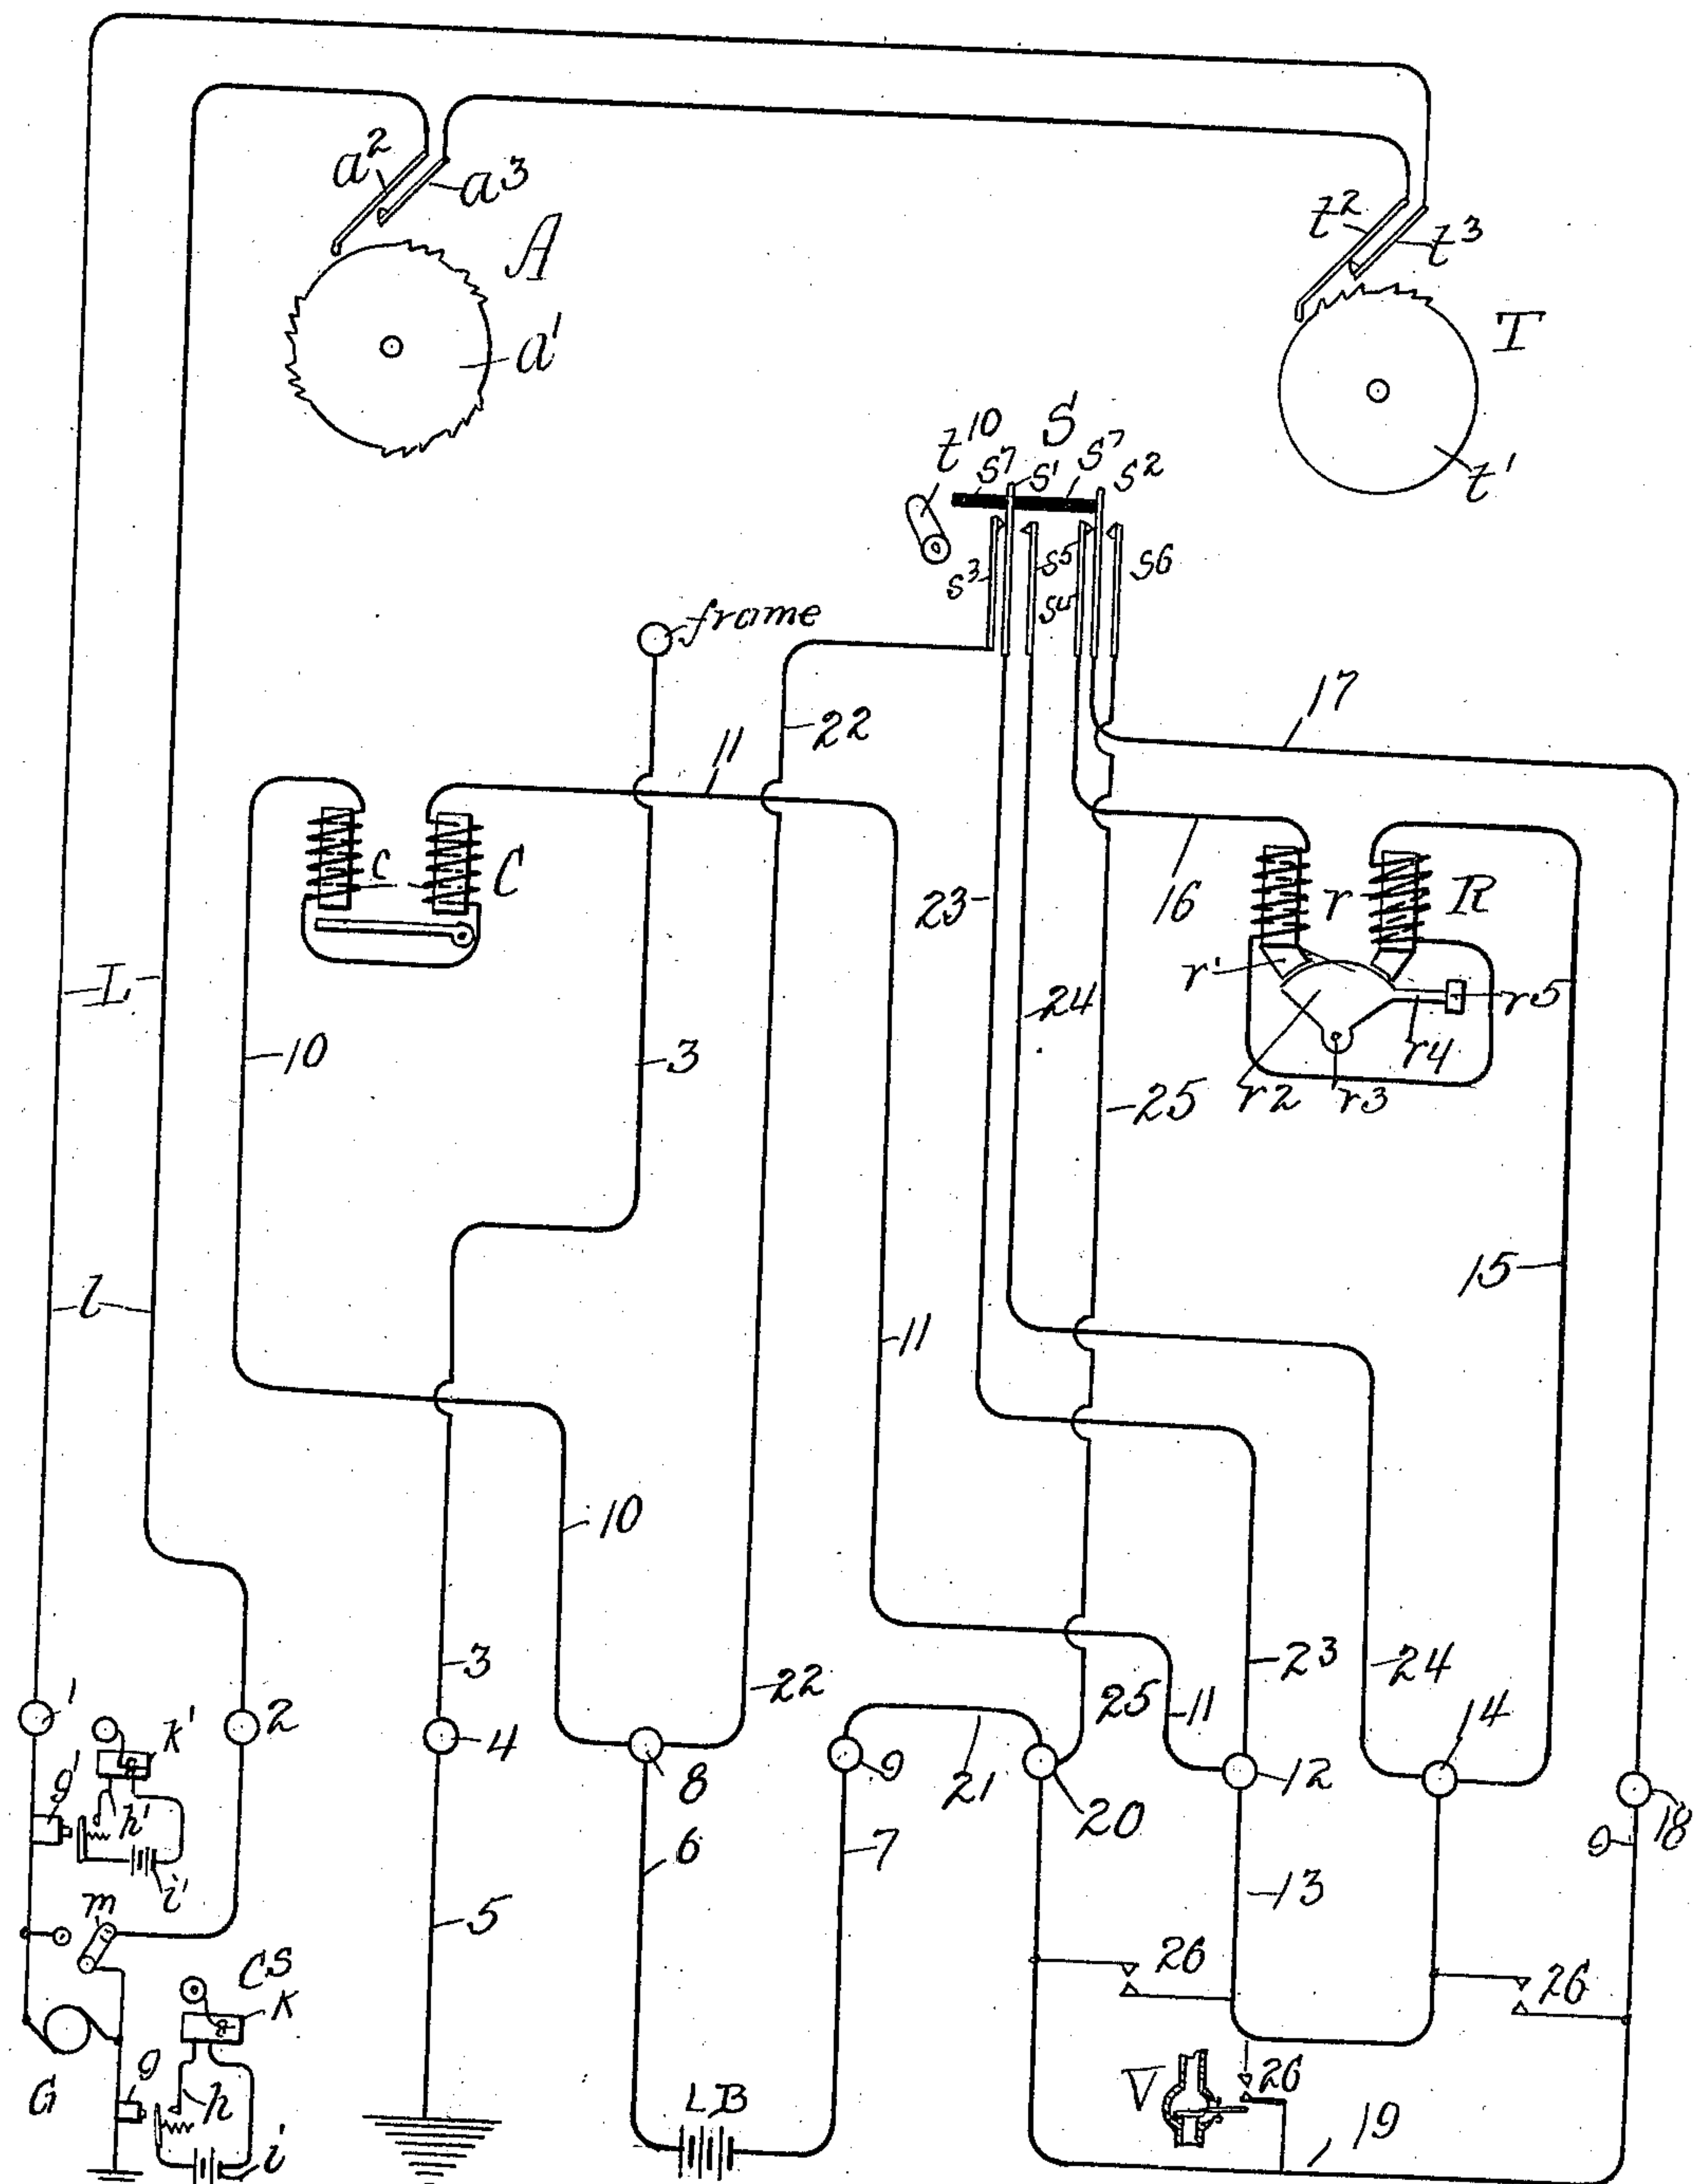 a2
a3
A
a'
t2
t3
T
t'
t10
S
s7
s'
s7
s2
s3
s5
s4
s6
frame
22
17
11
c
C
23
16
r
R
r'
r5
r4
r2
r3
L
10
3
24
25
l
15
11
10
3
22
23
24
25
11
1
2
4
8
9
20
12
14
18
k'
g'
h'
i'
21
6
7
13
9
m
5
26
26
CS
k
G
g
h
i
LB
V
26
19